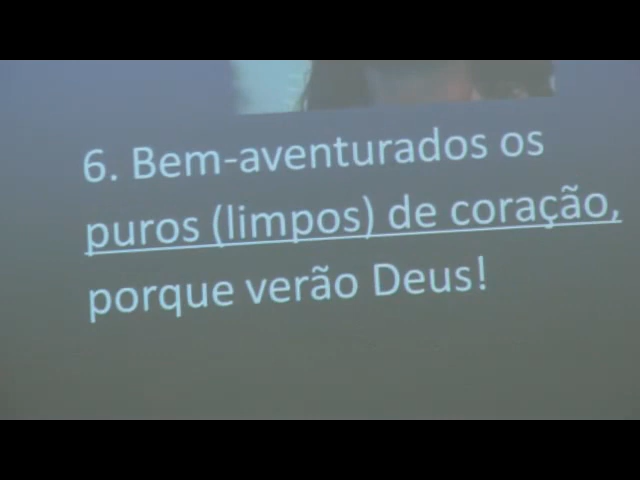 6. Bem-aventurados os
puros (limpos) de coração,
porque verão Deus!